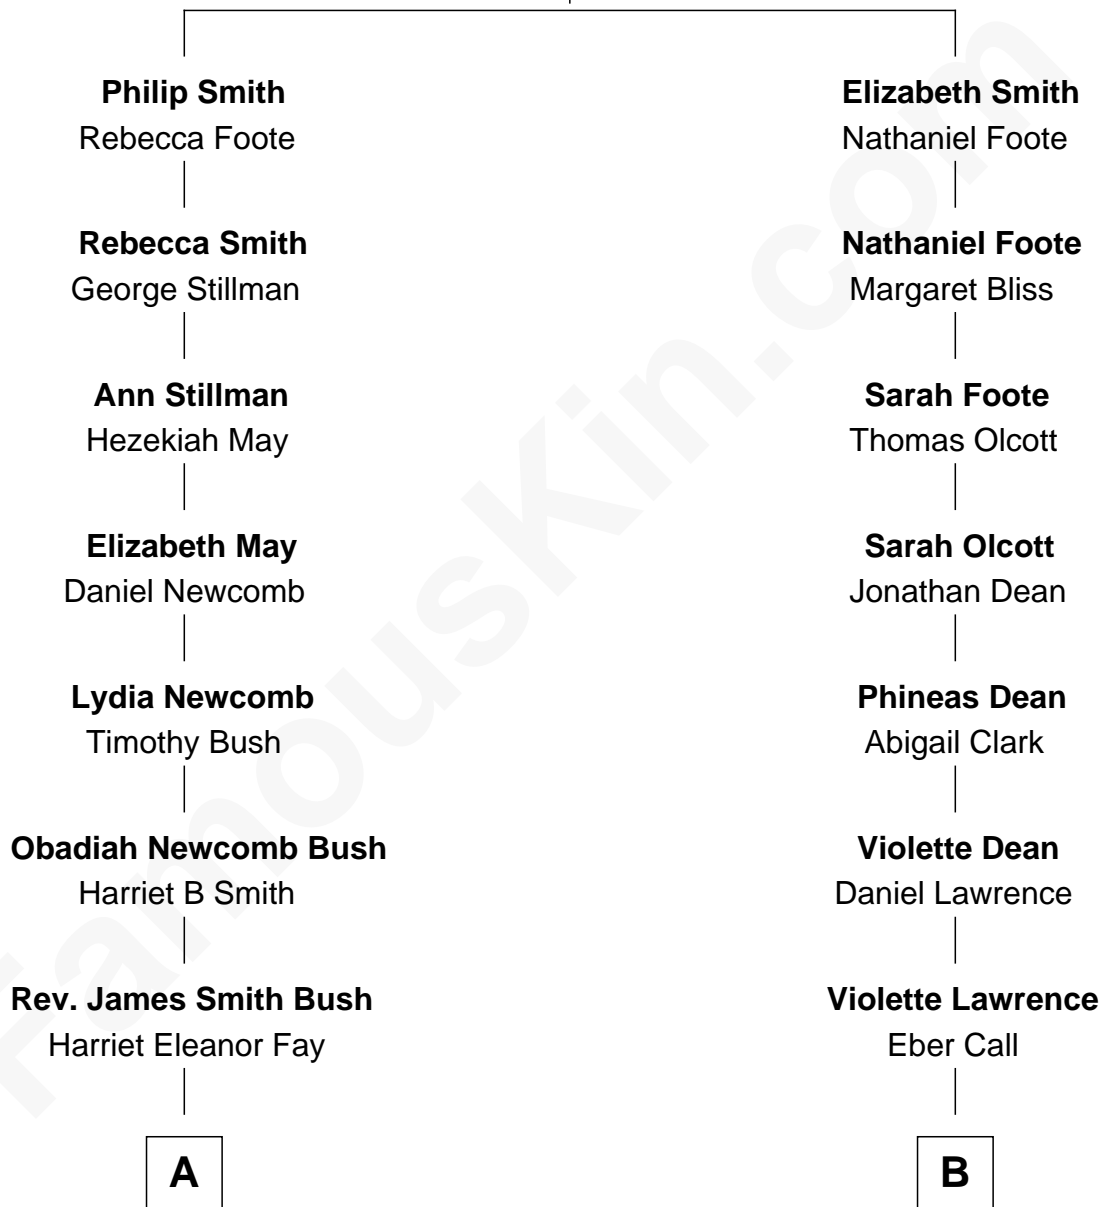 Philip Smith
Rebecca Foote
Rebecca Smith
George Stillman
Ann Stillman
Hezekiah May
Elizabeth May
Daniel Newcomb
Lydia Newcomb
Timothy Bush
Obadiah Newcomb Bush
Harriet B Smith
Rev. James Smith Bush
Harriet Eleanor Fay
A
Elizabeth Smith
Nathaniel Foote
Nathaniel Foote
Margaret Bliss
Sarah Foote
Thomas Olcott
Sarah Olcott
Jonathan Dean
Phineas Dean
Abigail Clark
Violette Dean
Daniel Lawrence
Violette Lawrence
Eber Call
B
FamousKin.com